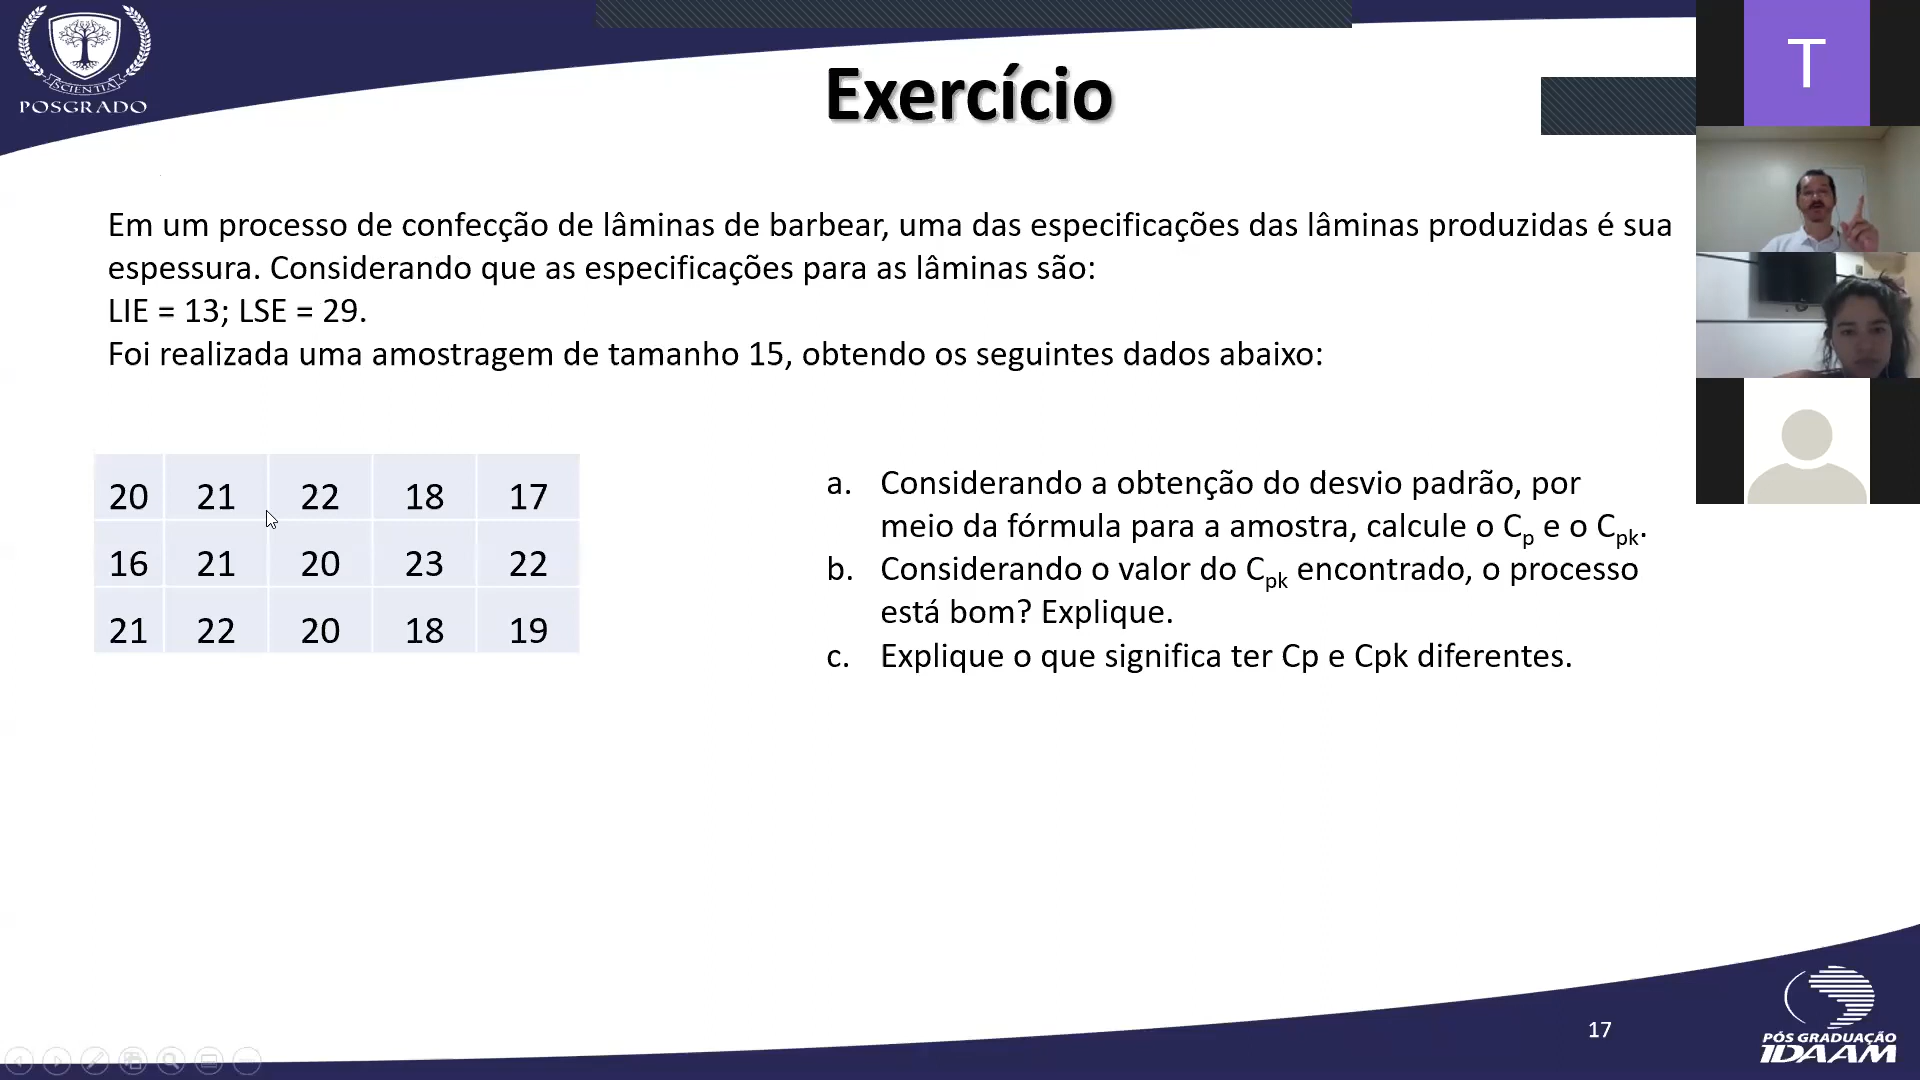 SCIENTIA
POSGRADO
Exercício
T
Em um processo de confecção de lâminas de barbear, uma das especificações das lâminas produzidas é sua
espessura. Considerando que as especificações para as lâminas são:
LIE = 13; LSE = 29.
Foi realizada uma amostragem de tamanho 15, obtendo os seguintes dados abaixo:
20 21 22 18 17
16 21 20 23 22
21 22 20 18 19
a. Considerando a obtenção do desvio padrão, por
meio da fórmula para a amostra, calcule o Cp e o Cpk.
b. Considerando o valor do Cpk encontrado, o processo
está bom? Explique.
c. Explique o que significa ter Cp e Cpk diferentes.
17
PÓS GRADUAÇÃO
IDAAM